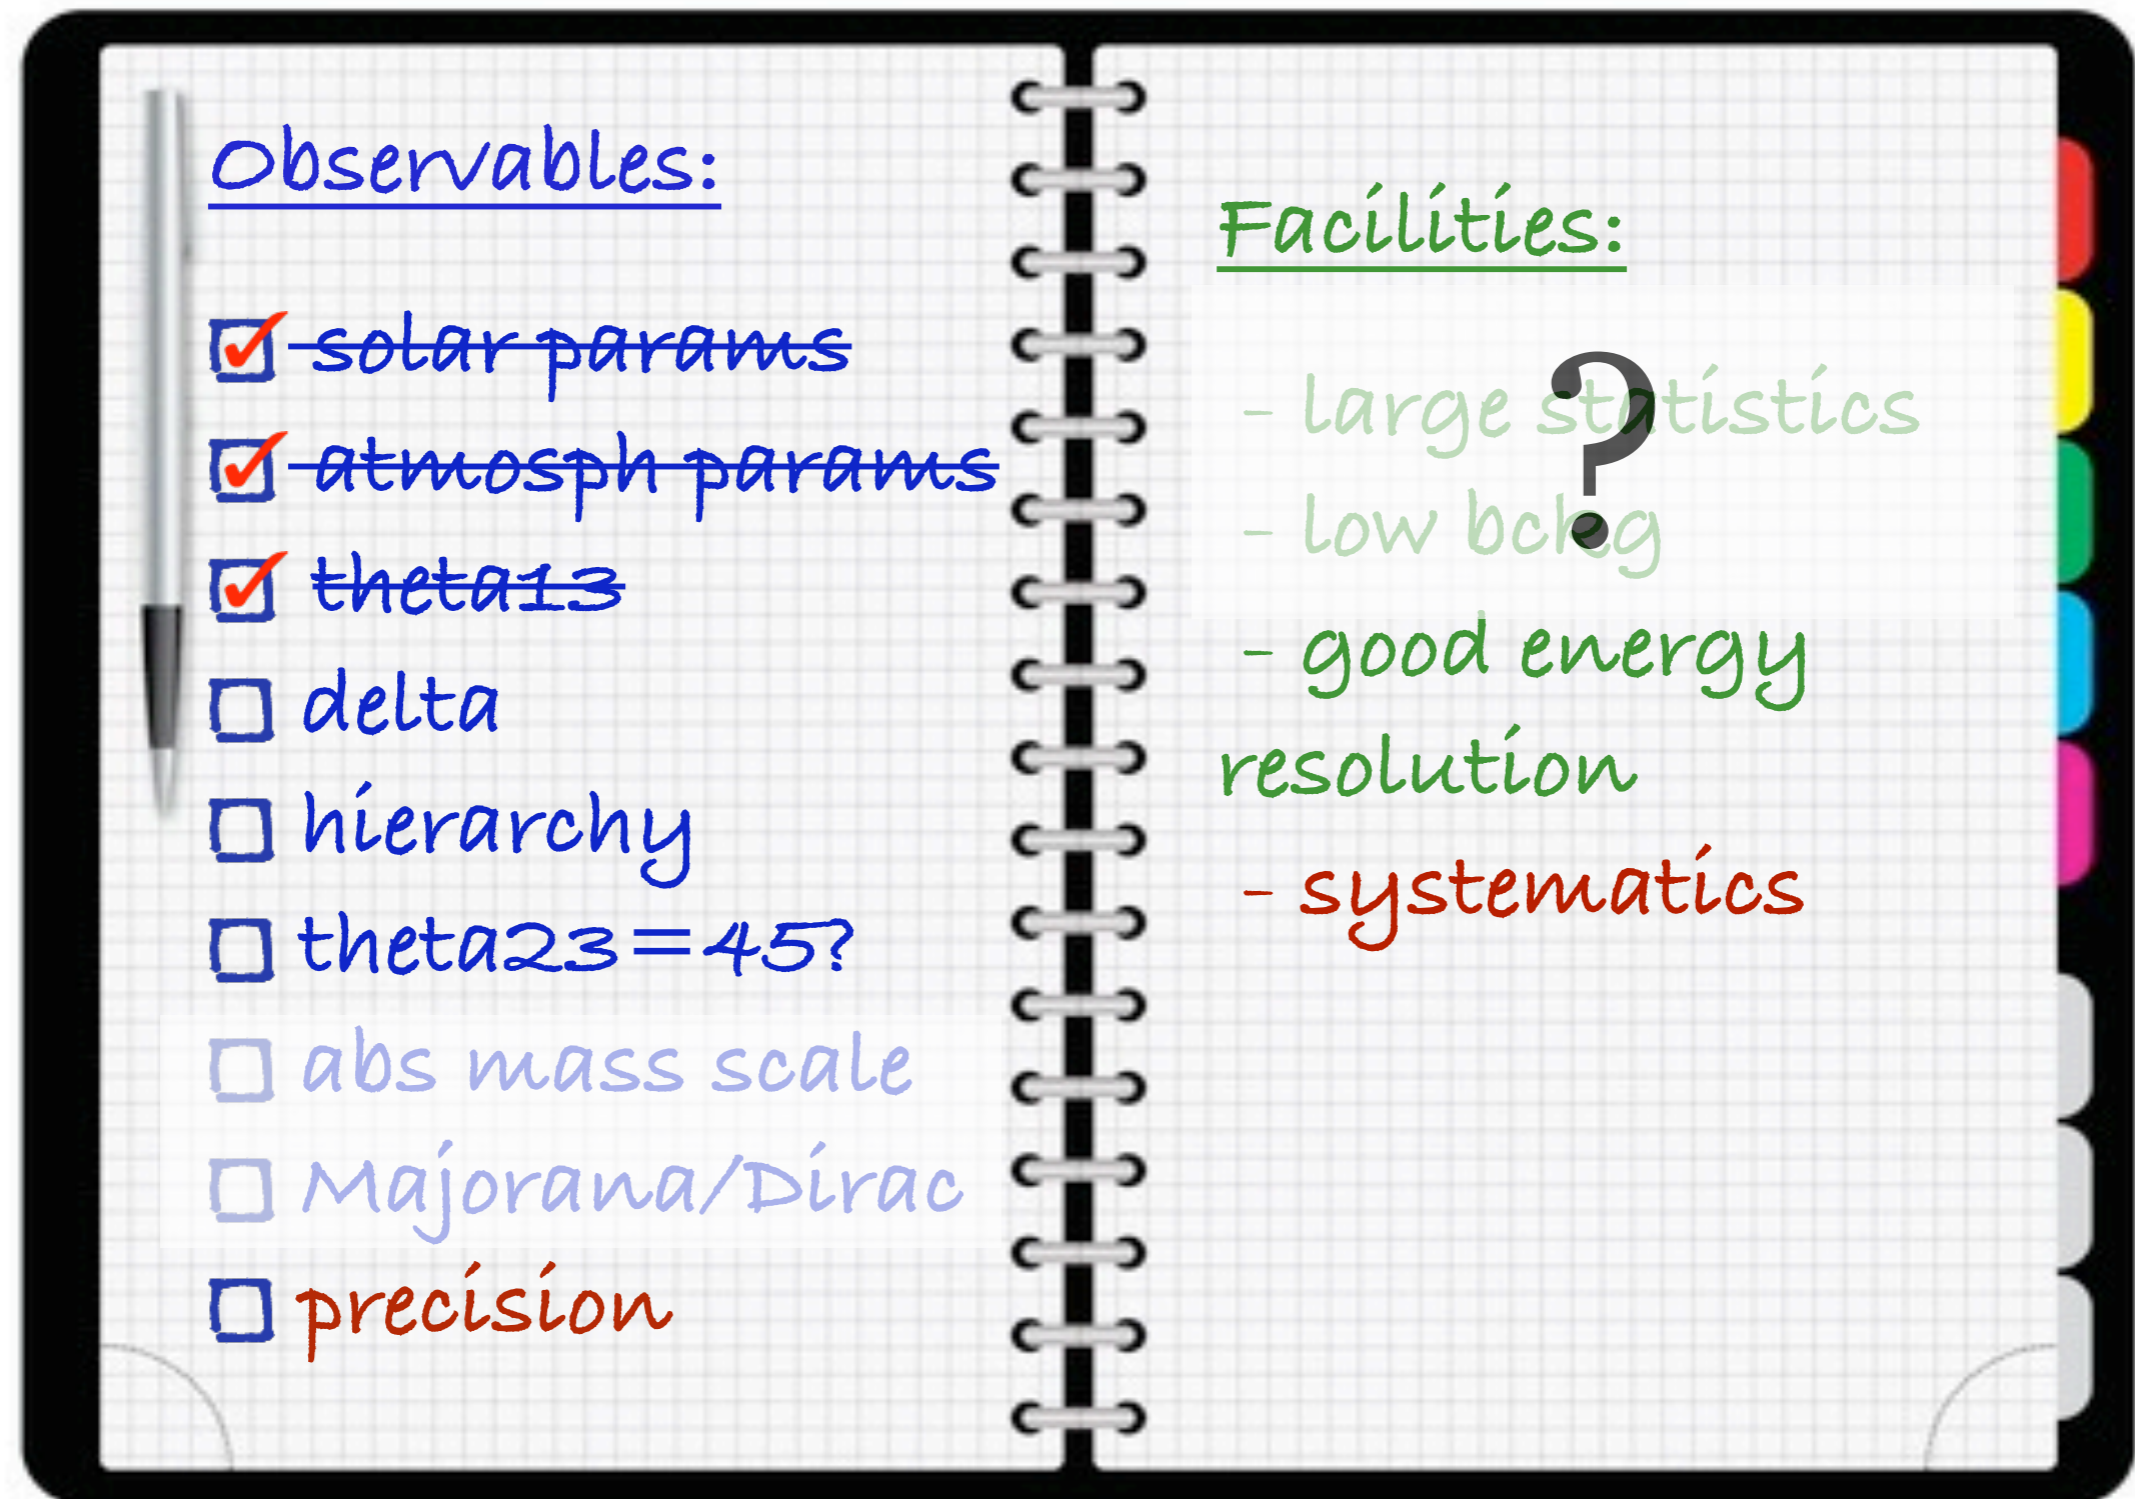 Observables:
solar params
atmosph params
theta13
delta
hierarchy
theta23=45?
abs mass scale
Majorana/Dirac
precision
Facilities:
- large statistics
- low bckg
?
- good energy
resolution
- systematics